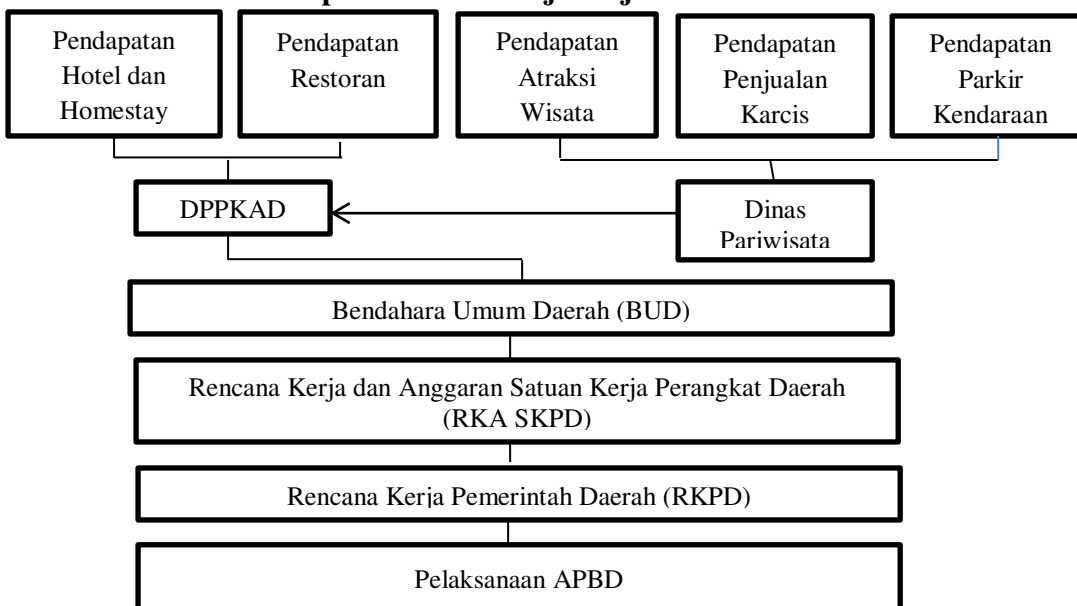 Pendapatan
Hotel dan
Homestay
Pendapatan
Restoran
Pendapatan
Atraksi
Wisata
Pendapatan
Penjualan
Karcis
Pendapatan
Parkir
Kendaraan
DPPKAD
Dinas
Pariwisata
Bendahara Umum Daerah (BUD)
Rencana Kerja dan Anggaran Satuan Kerja Perangkat Daerah
(RKA SKPD)
Rencana Kerja Pemerintah Daerah (RKPD)
Pelaksanaan APBD